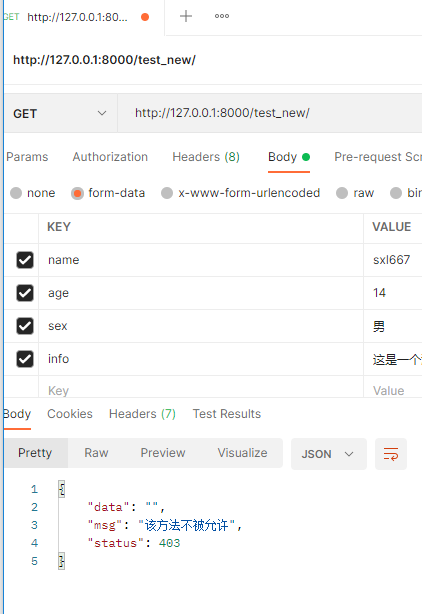 GET http://127.0.0.1:80...
http://127.0.0.1:8000/test_new/
GET http://127.0.0.1:8000/test_new/
Params Authorization Headers (8) Body Pre-request Scr
none form-data x-www-form-urlencoded raw bin
KEY VALUE
name sxl667
age 14
sex 男
info 这是一个
Key Value
Body Cookies Headers (7) Test Results
Pretty Raw Preview Visualize JSON
1 {
2 "data": "",
3 "msg": "该方法不被允许",
4 "status": 403
5 }